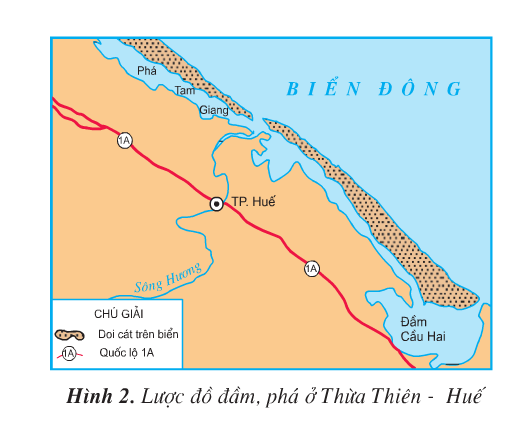 Phá
Tam
Giang
BIỂN ĐÔNG
1A
TP. Huế
1A
Sông Hương
Đầm
Cầu Hai
CHÚ GIẢI
Doi cát trên biển
1A Quốc lộ 1A
Hình 2. Lược đồ đầm, phá ở Thừa Thiên - Huế